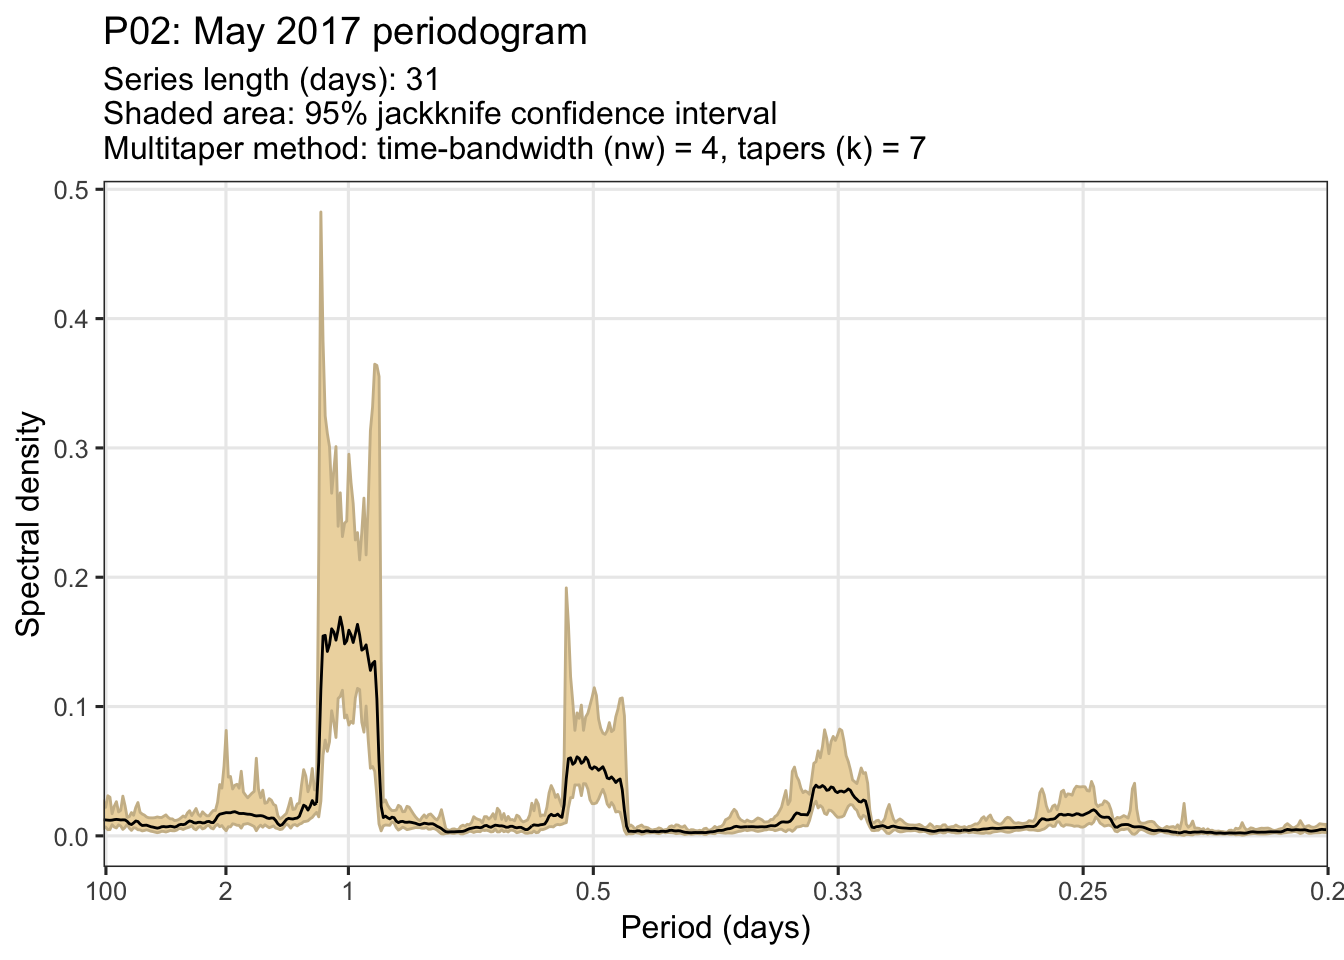 P02: May 2017 periodogram
Series length (days): 31
Shaded area: 95% jackknife confidence interval
Multitaper method: time-bandwidth (nw) = 4, tapers (k) = 7
0.5
0.4
0.3
0.2
0.1
0.0
Spectral density
100 2 1 0.5 0.33 0.25 0.2
Period (days)